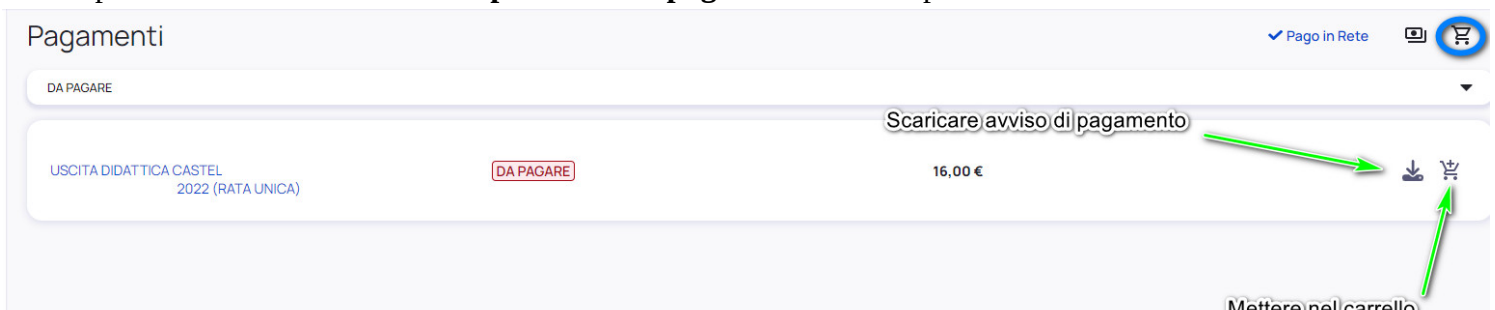 Pagamenti
Pago in Rete
DA PAGARE
Scaricare avviso di pagamento
USCITA DIDATTICA CASTEL
DA PAGARE
16,00 €
2022 (RATA UNICA)
Mettere nel carrello